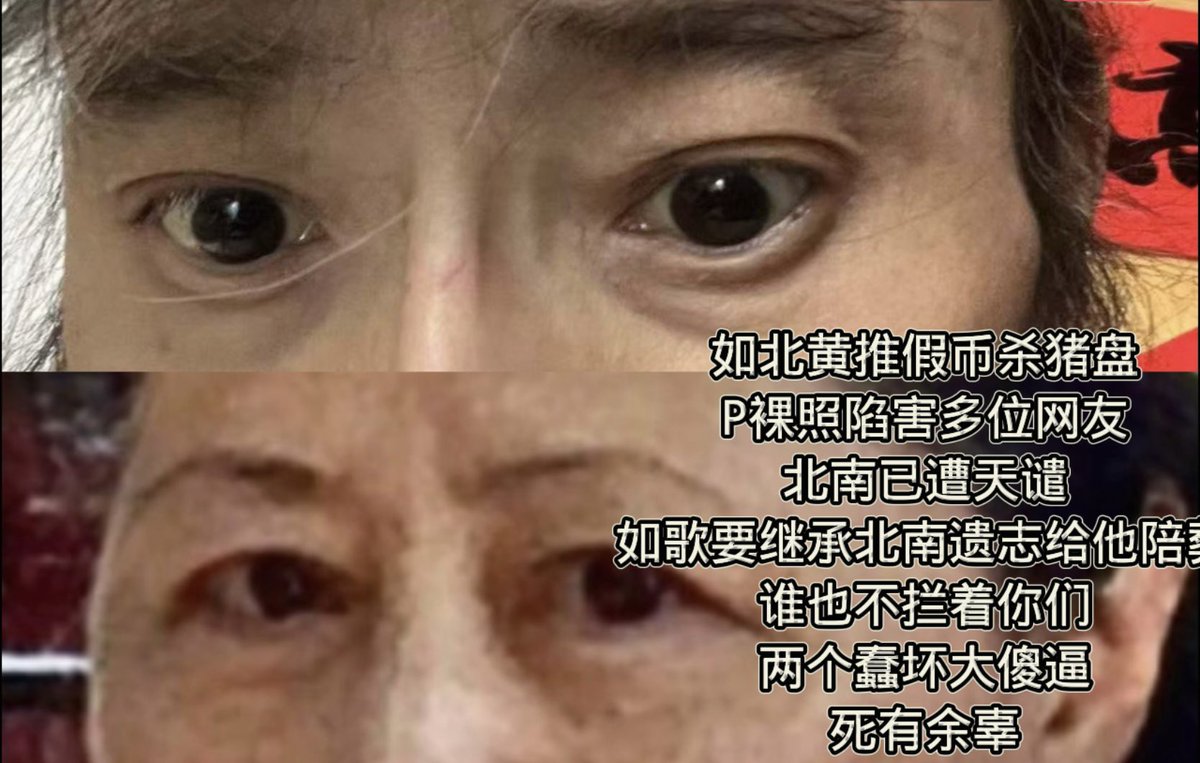 如北黄推假币杀猪盘
P裸照陷害多位网友
北南已遭天谴
如歌要继承北南遗志给他陪葬
谁也不拦着你们
两个蠢坏大傻逼
死有余辜